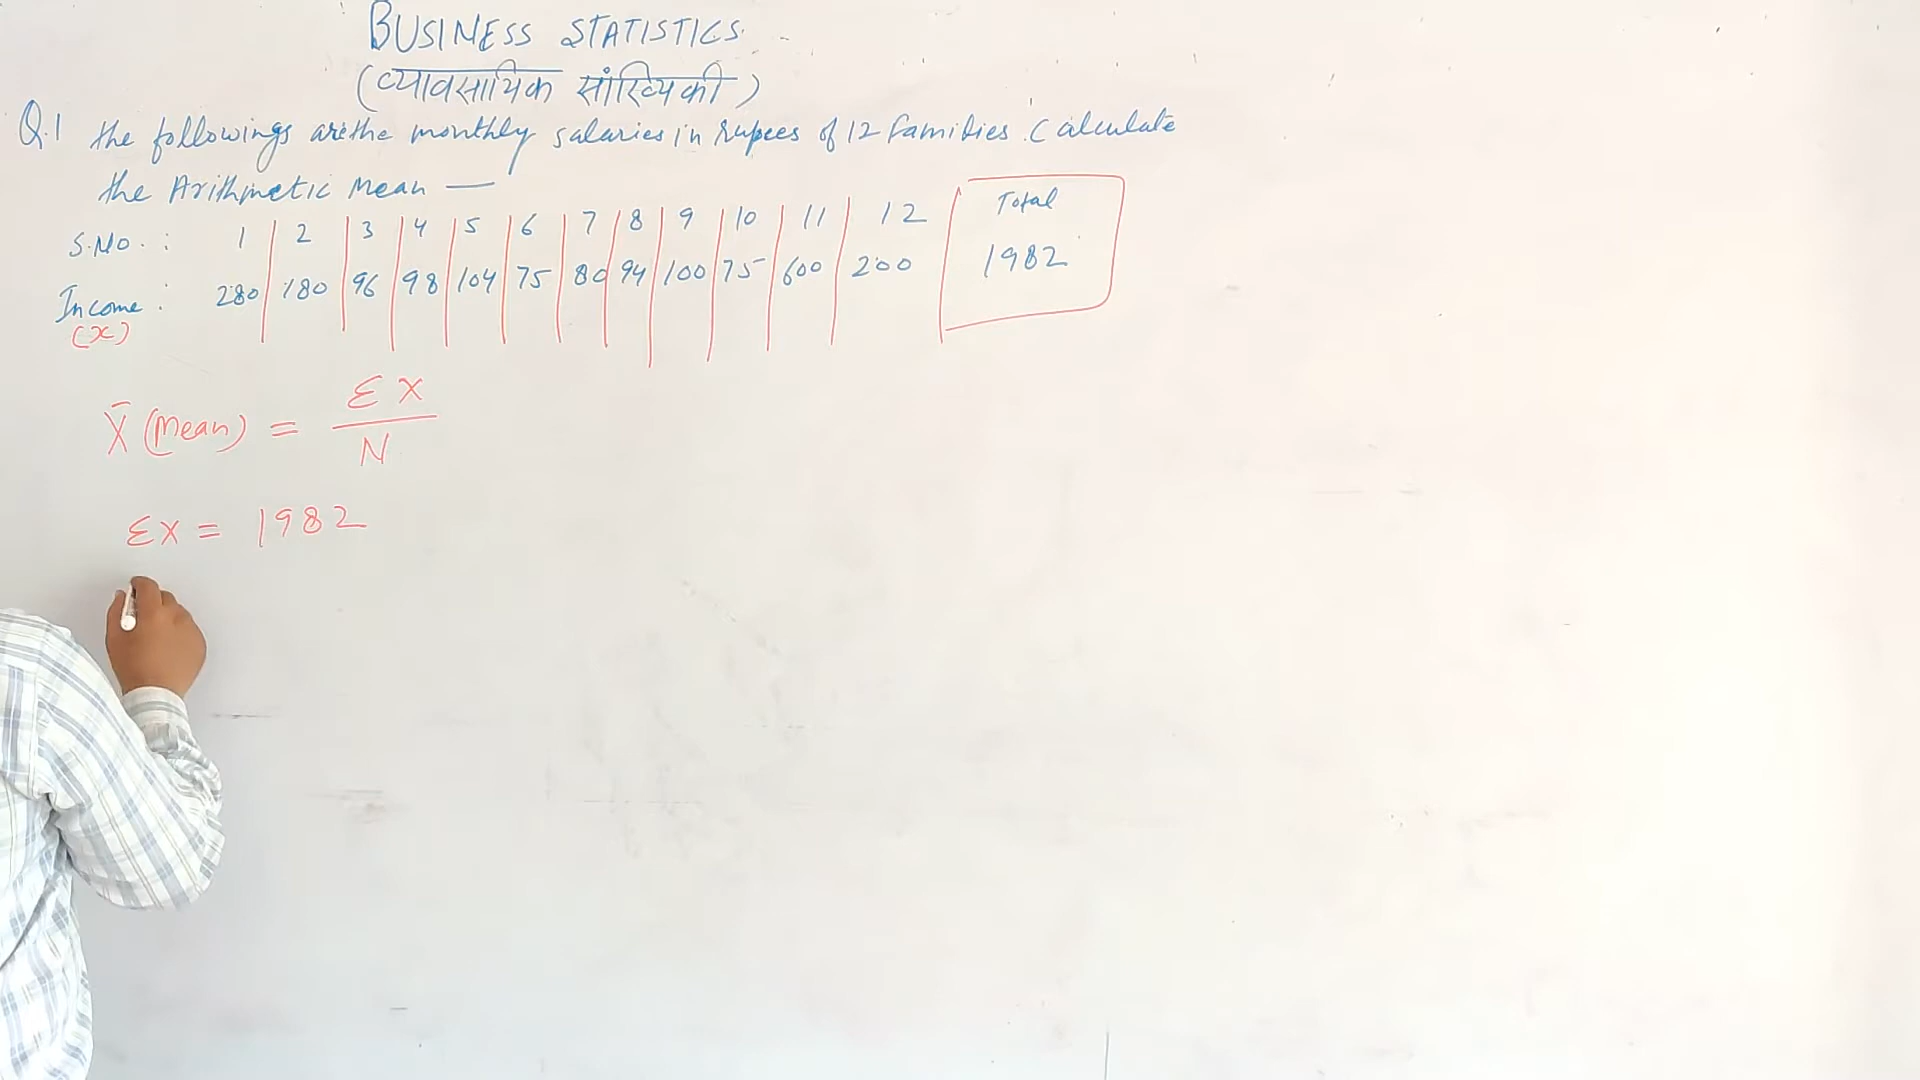 BUSINESS STATISTICS.
(व्यावसायिक सांख्यिकी)
Q.1 the followings are the monthly salaries in rupees of 12 families. Calculate
the Arithmetic Mean —
S.No. : 1 2 3 4 5 6 7 8 9 10 11 12 Total
Income : 280 180 96 98 104 75 80 94 100 75 600 200 1982
(x)
X̄ (Mean) = ΣX / N
ΣX = 1982